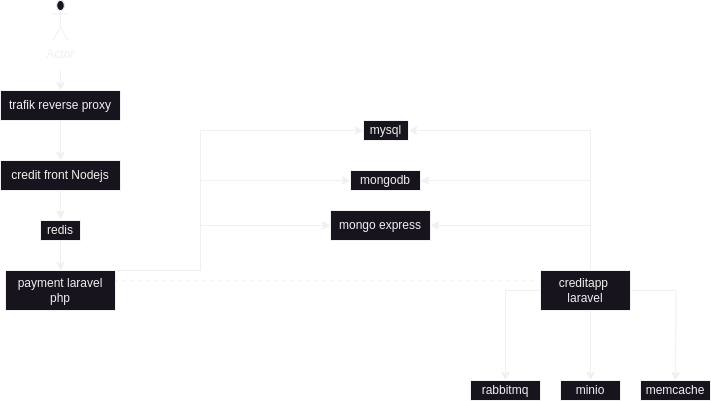 Actor
trafik reverse proxy
mysql
credit front Nodejs
mongodb
redis
mongo express
payment laravel
php
creditapp
laravel
rabbitmq
minio
memcache